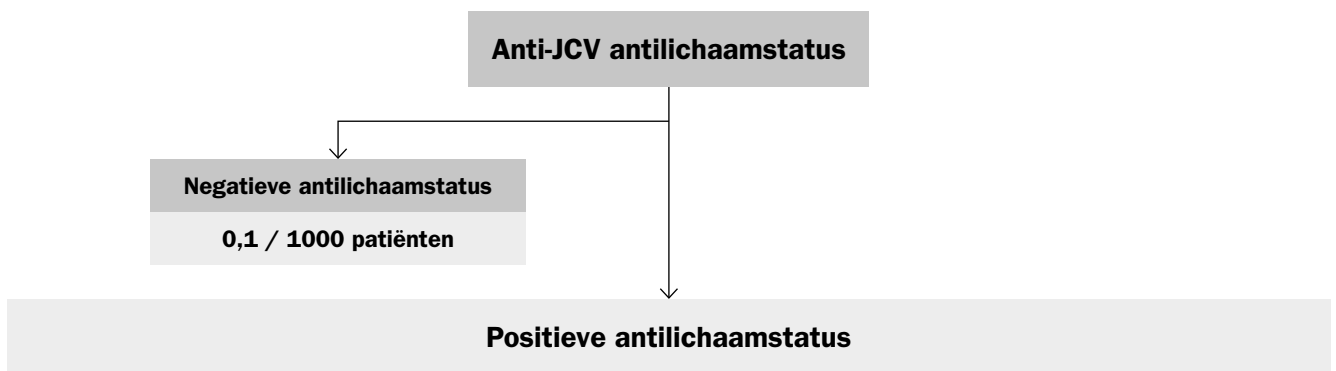 Anti-JCV antilichaamstatus
Negatieve antilichaamstatus
0,1 / 1000 patiënten
Positieve antilichaamstatus